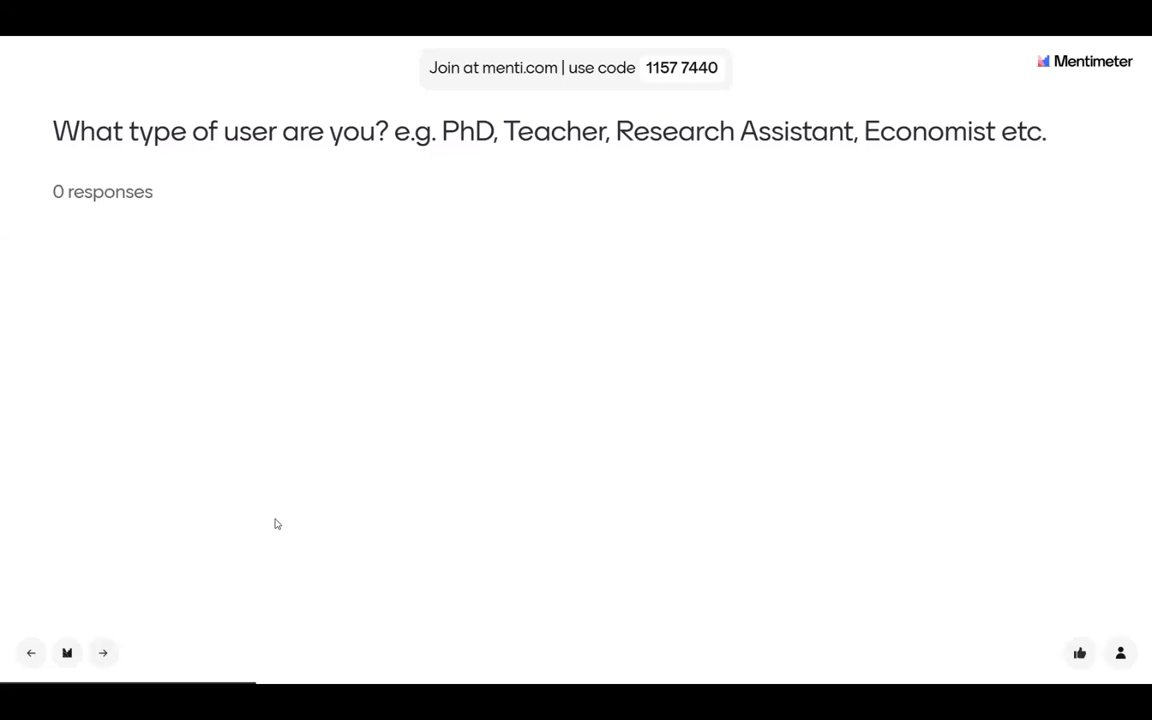 Join at menti.com | use code 1157 7440
Mentimeter
What type of user are you? e.g. PhD, Teacher, Research Assistant, Economist etc.
0 responses